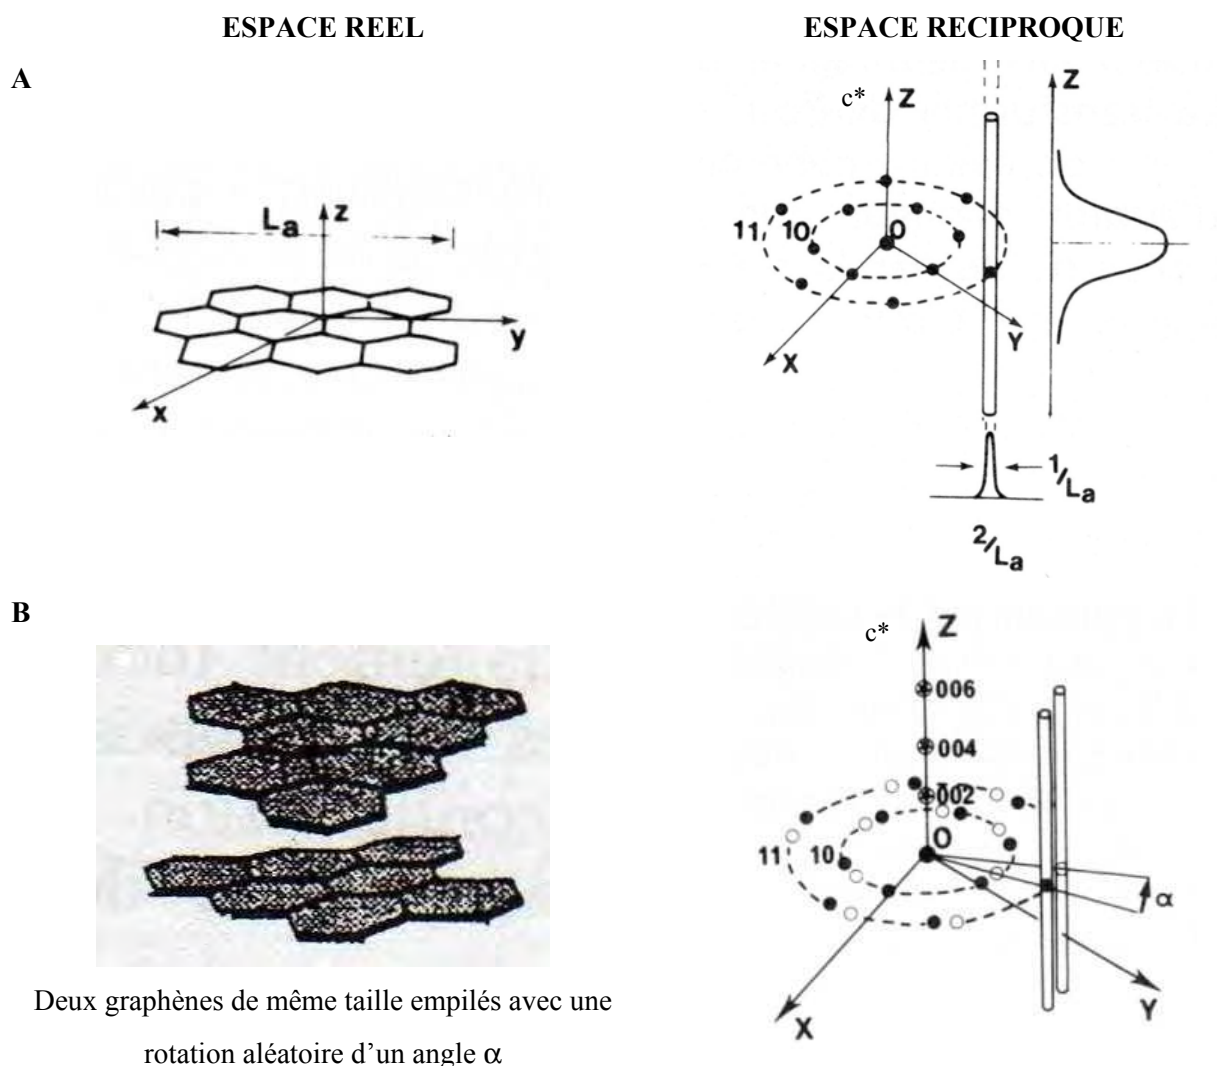 ESPACE REEL
ESPACE RECIPROQUE
A
La
z
y
x
c*
Z
Z
11
10
O
X
Y
1/La
2/La
B
c*
Z
006
004
002
11
10
O
α
X
Y
Deux graphènes de même taille empilés avec une
rotation aléatoire d’un angle α